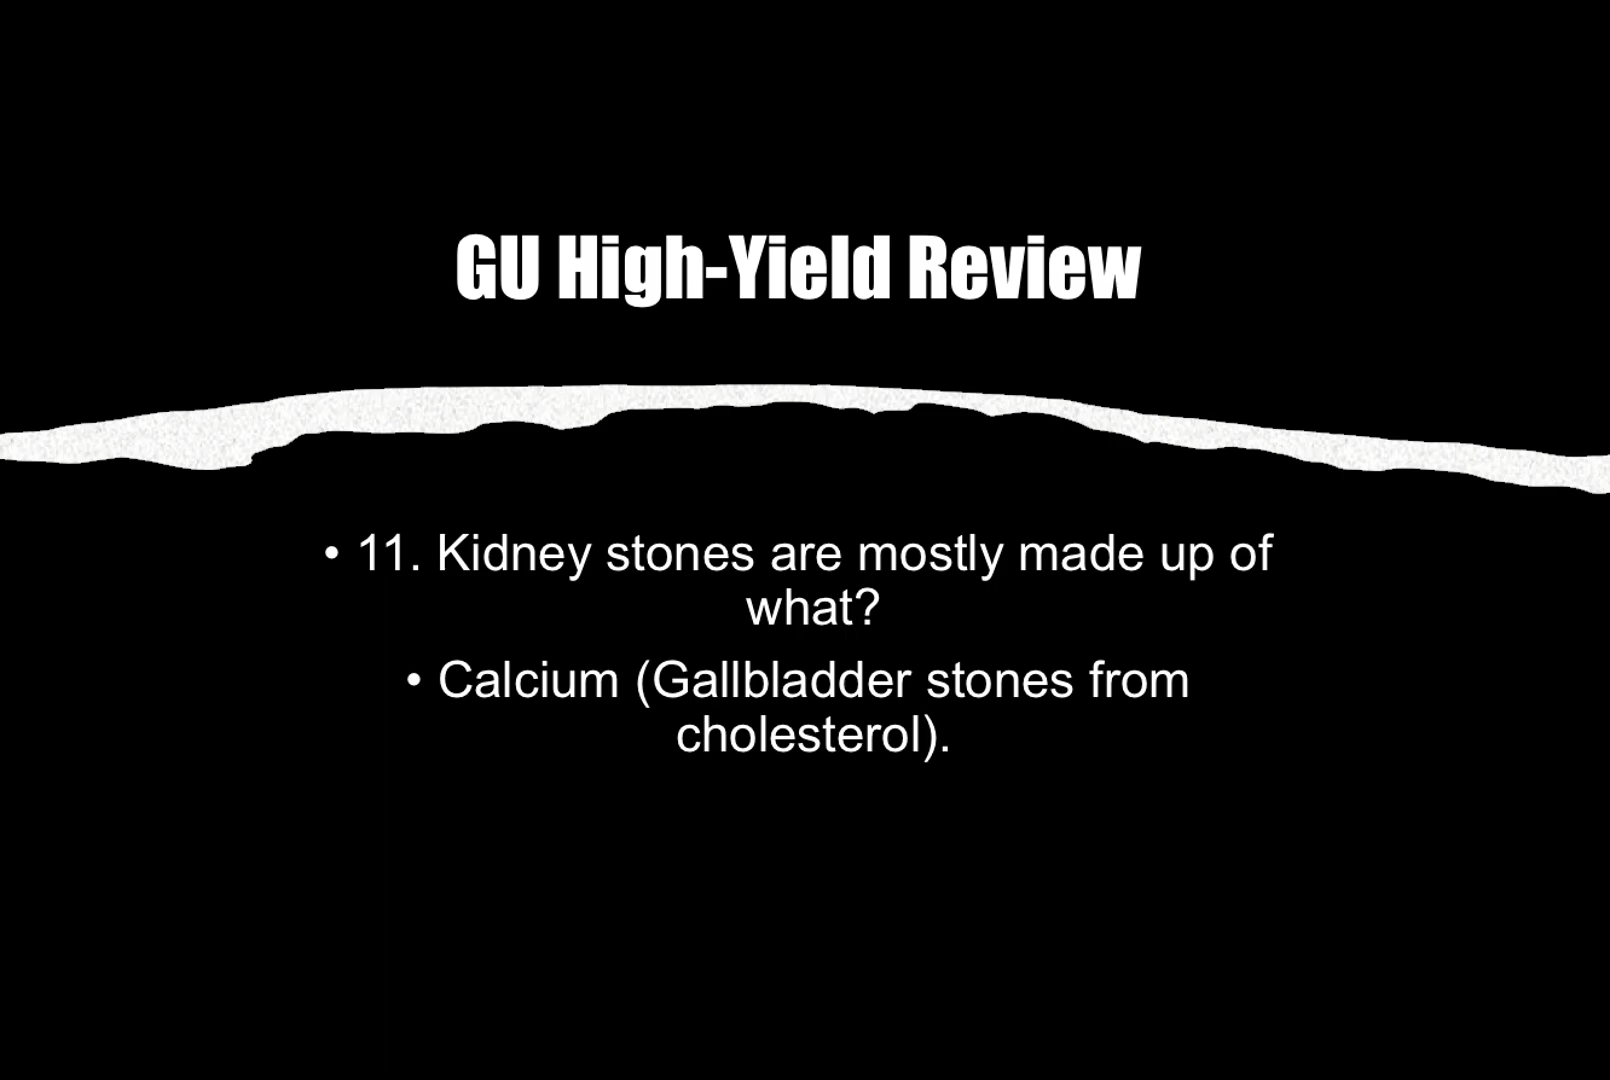 GU High-Yield Review
• 11. Kidney stones are mostly made up of
what?
• Calcium (Gallbladder stones from
cholesterol).